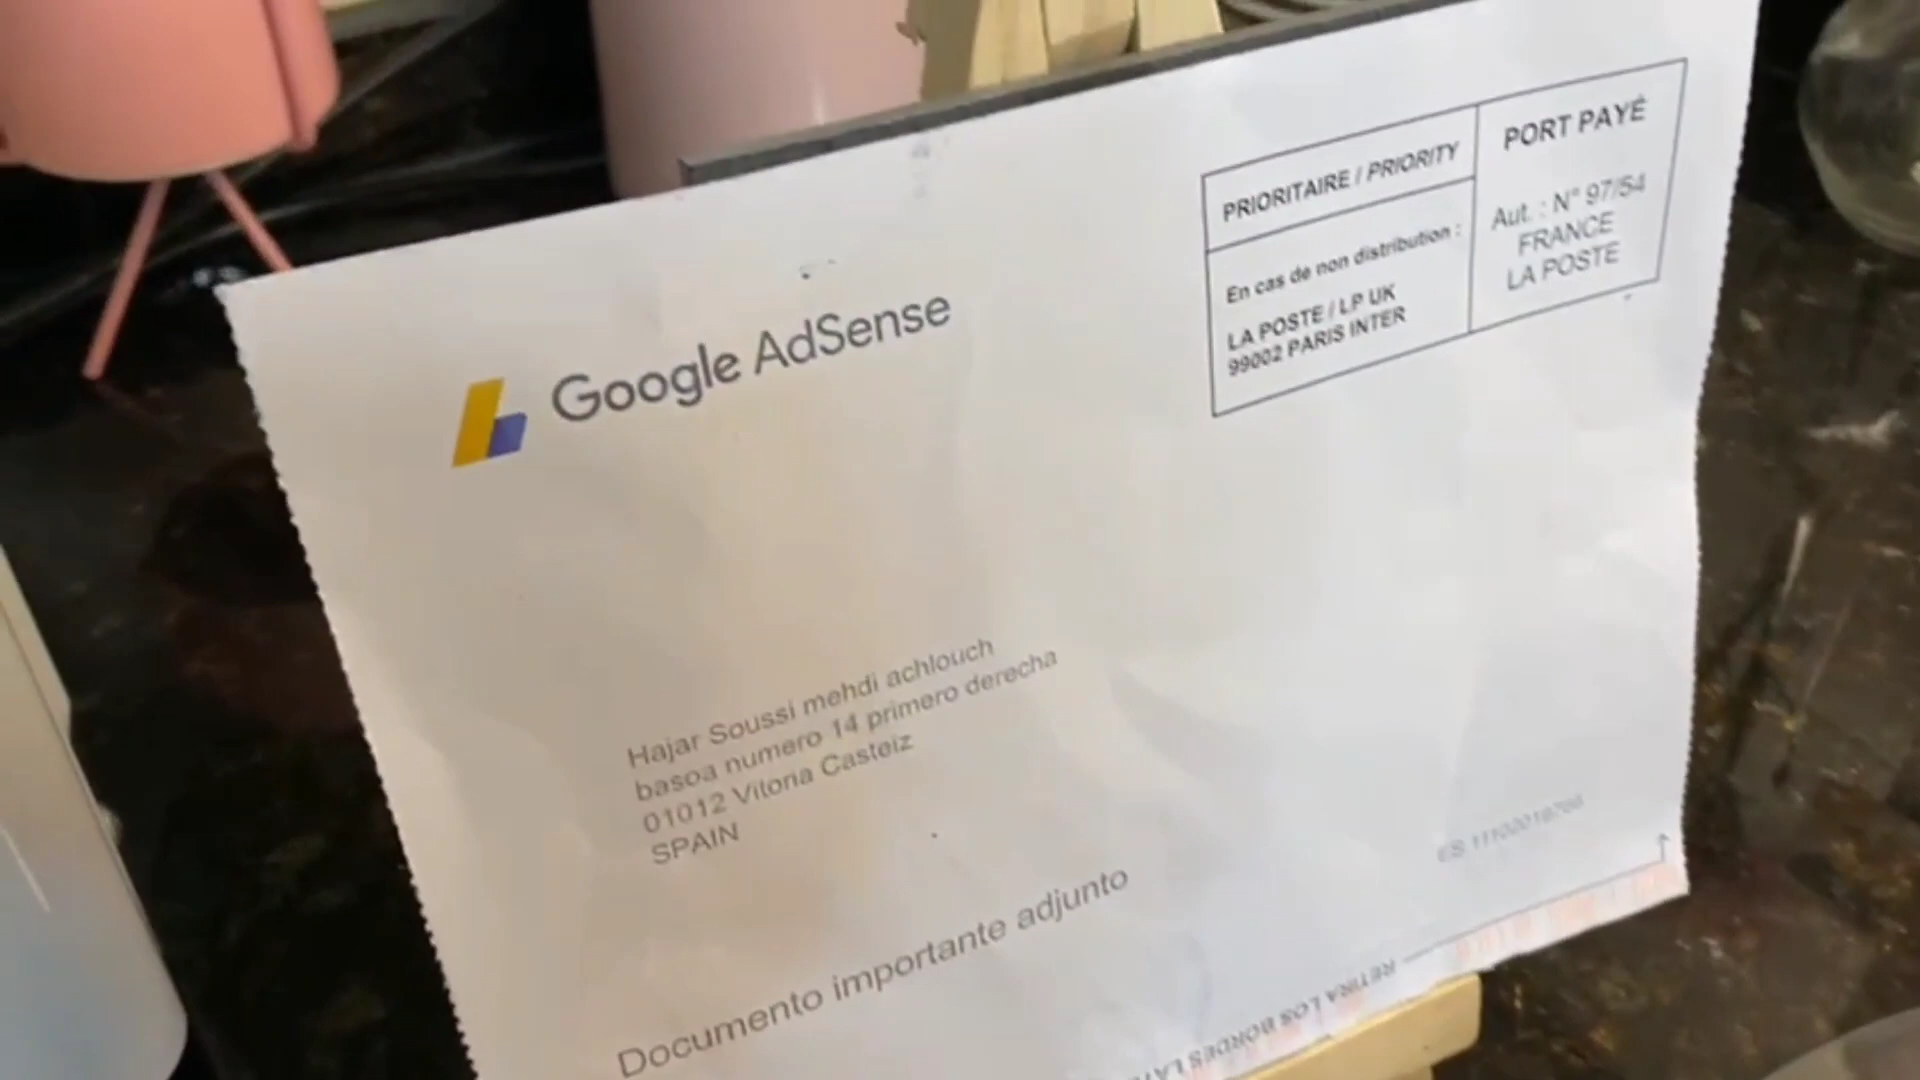 PRIORITAIRE / PRIORITY
En cas de non distribution :
LA POSTE / LP UK
99002 PARIS INTER
PORT PAYÉ
Aut. : N° 97/54
FRANCE
LA POSTE
Google AdSense
Hajar Soussi mehdi achlouch
basoa numero 14 primero derecha
01012 Vitoria Casteiz
SPAIN
Documento importante adjunto
RETIRA LOS BORDES